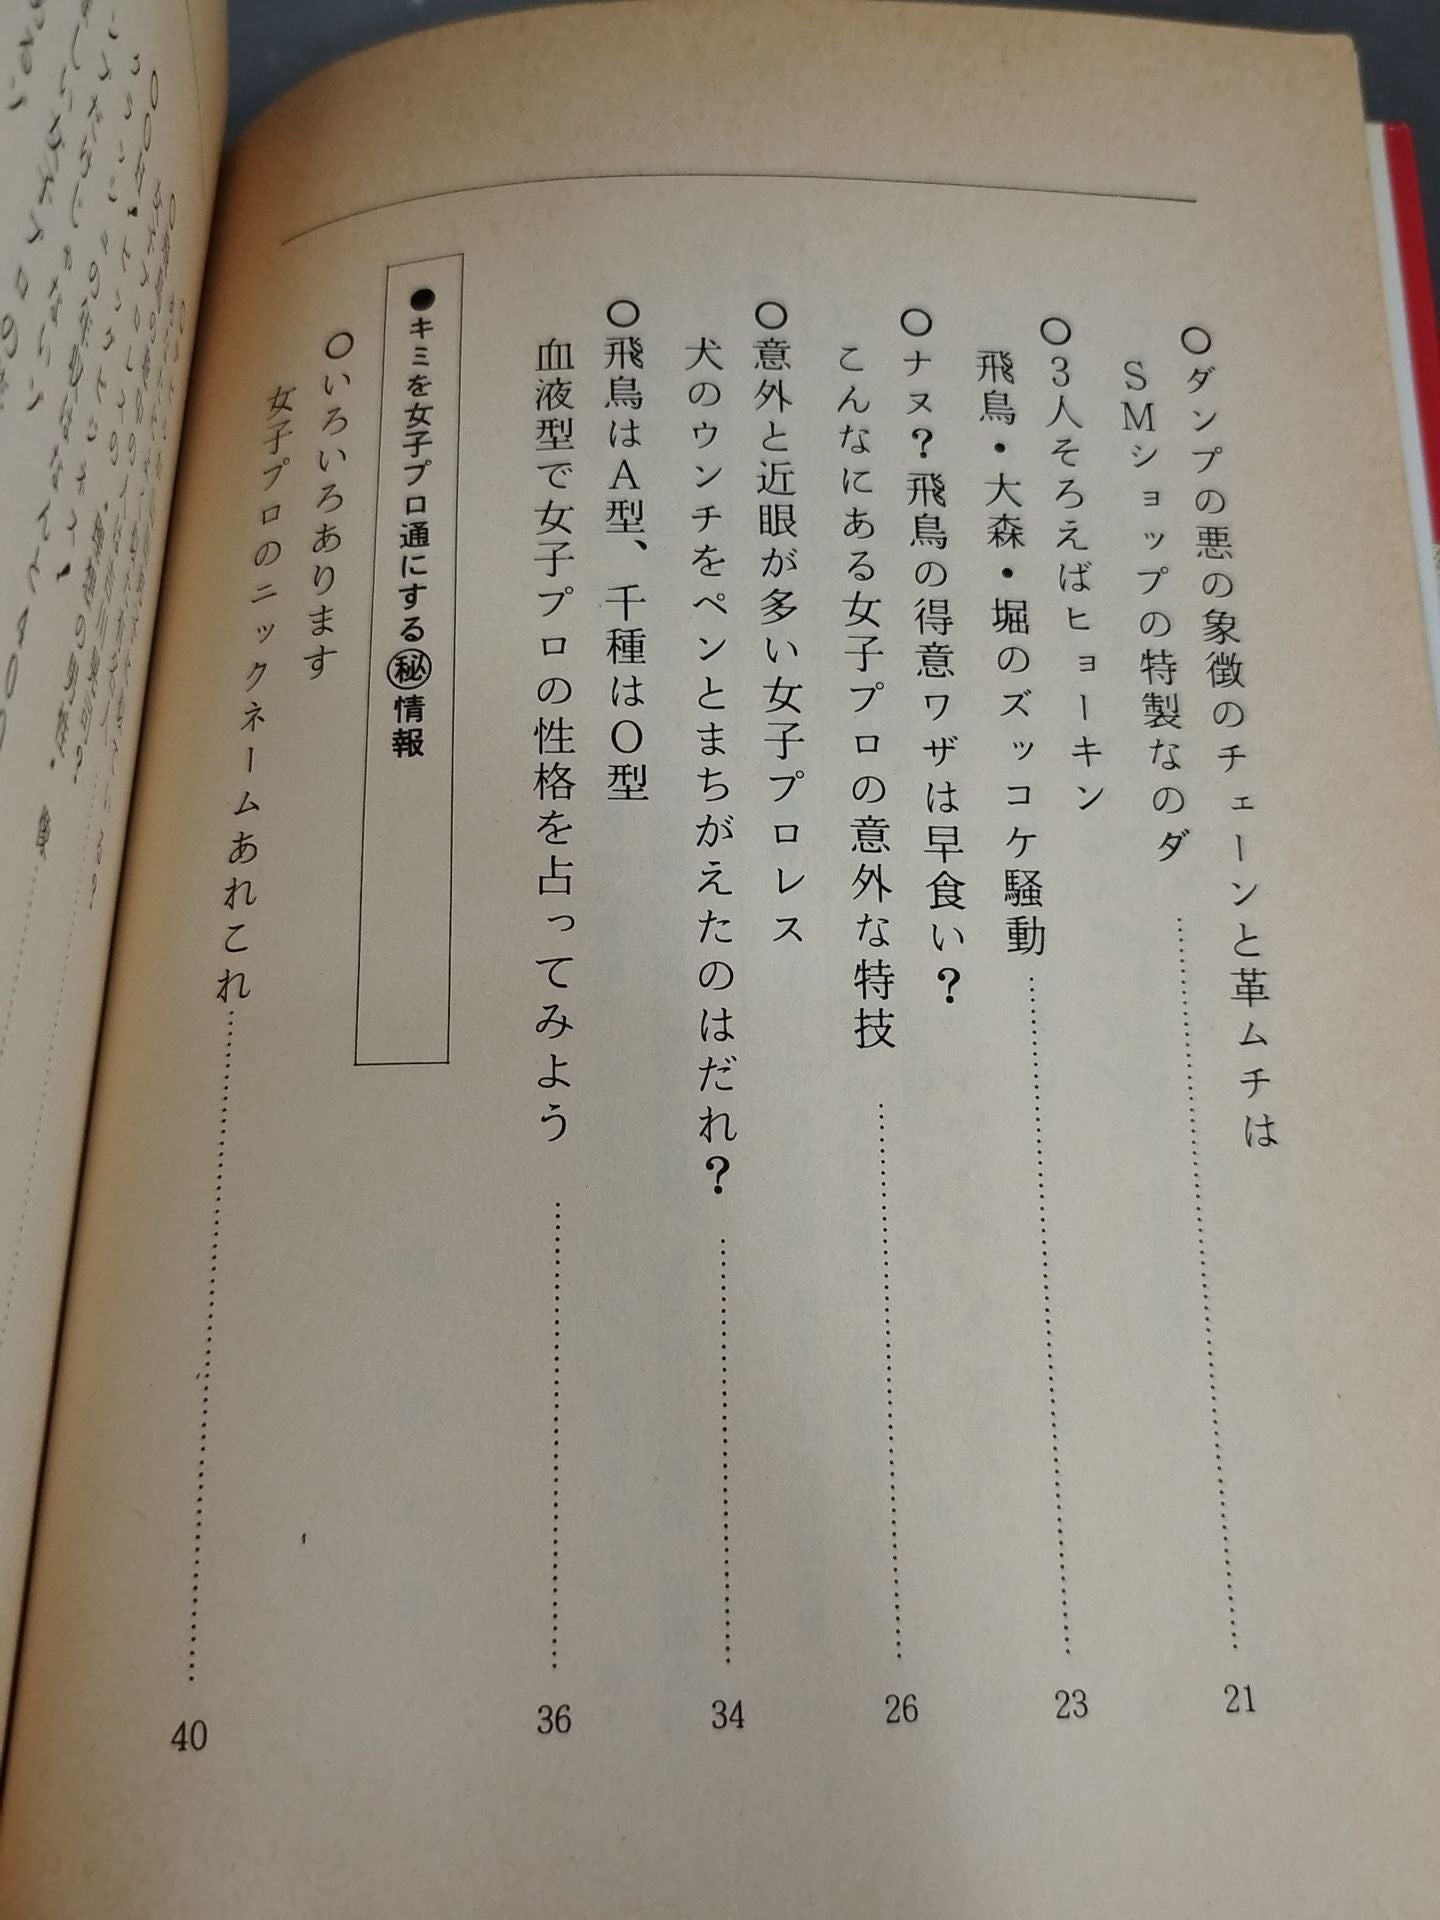 ○ダンプの悪の象徴のチェーンと革ムチは
SMショップの特製なのダ……21
○3人そろえばヒョーキン
飛鳥・大森・堀のズッコケ騒動……23
○ナヌ?飛鳥の得意ワザは早食い?
こんなにある女子プロの意外な特技……26
○意外と近眼が多い女子プロレス
犬のウンチをペンとまちがえたのはだれ?……34
○飛鳥はA型、千種はO型
血液型で女子プロの性格を占ってみよう……36
●キミを女子プロ通にする㊙情報
○いろいろあります
女子プロのニックネームあれこれ……40